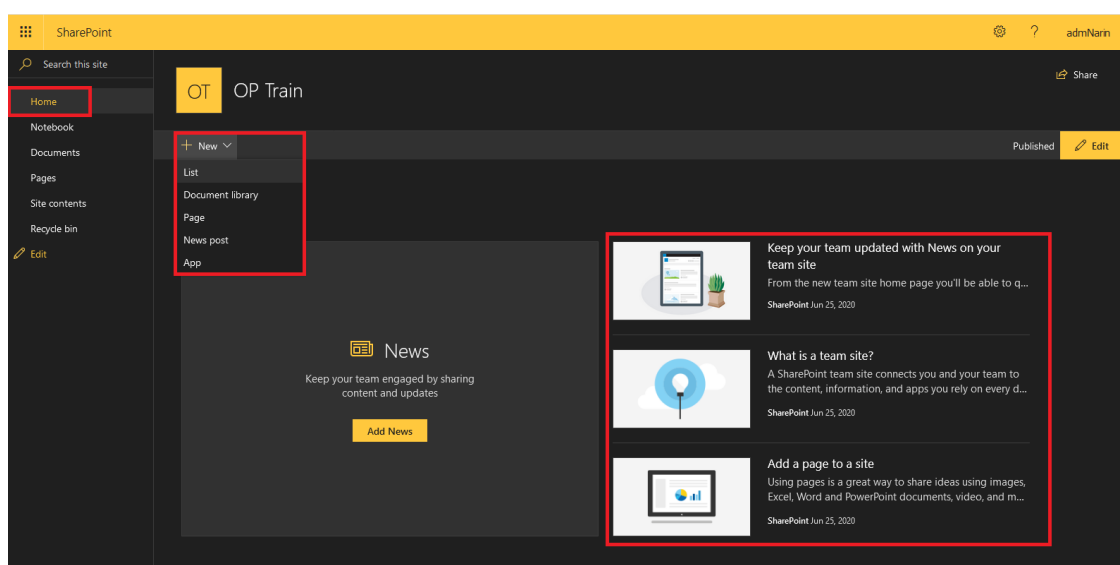 SharePoint
? admNarin
Search this site
Home
Notebook
Documents
Pages
Site contents
Recycle bin
Edit
OT OP Train
Share
+ New
Published Edit
List
Document library
Page
News post
App
News
Keep your team engaged by sharing
content and updates
Add News
Keep your team updated with News on your
team site
From the new team site home page you'll be able to q...
SharePoint Jun 25, 2020
What is a team site?
A SharePoint team site connects you and your team to
the content, information, and apps you rely on every d...
SharePoint Jun 25, 2020
Add a page to a site
Using pages is a great way to share ideas using images,
Excel, Word and PowerPoint documents, video, and m...
SharePoint Jun 25, 2020